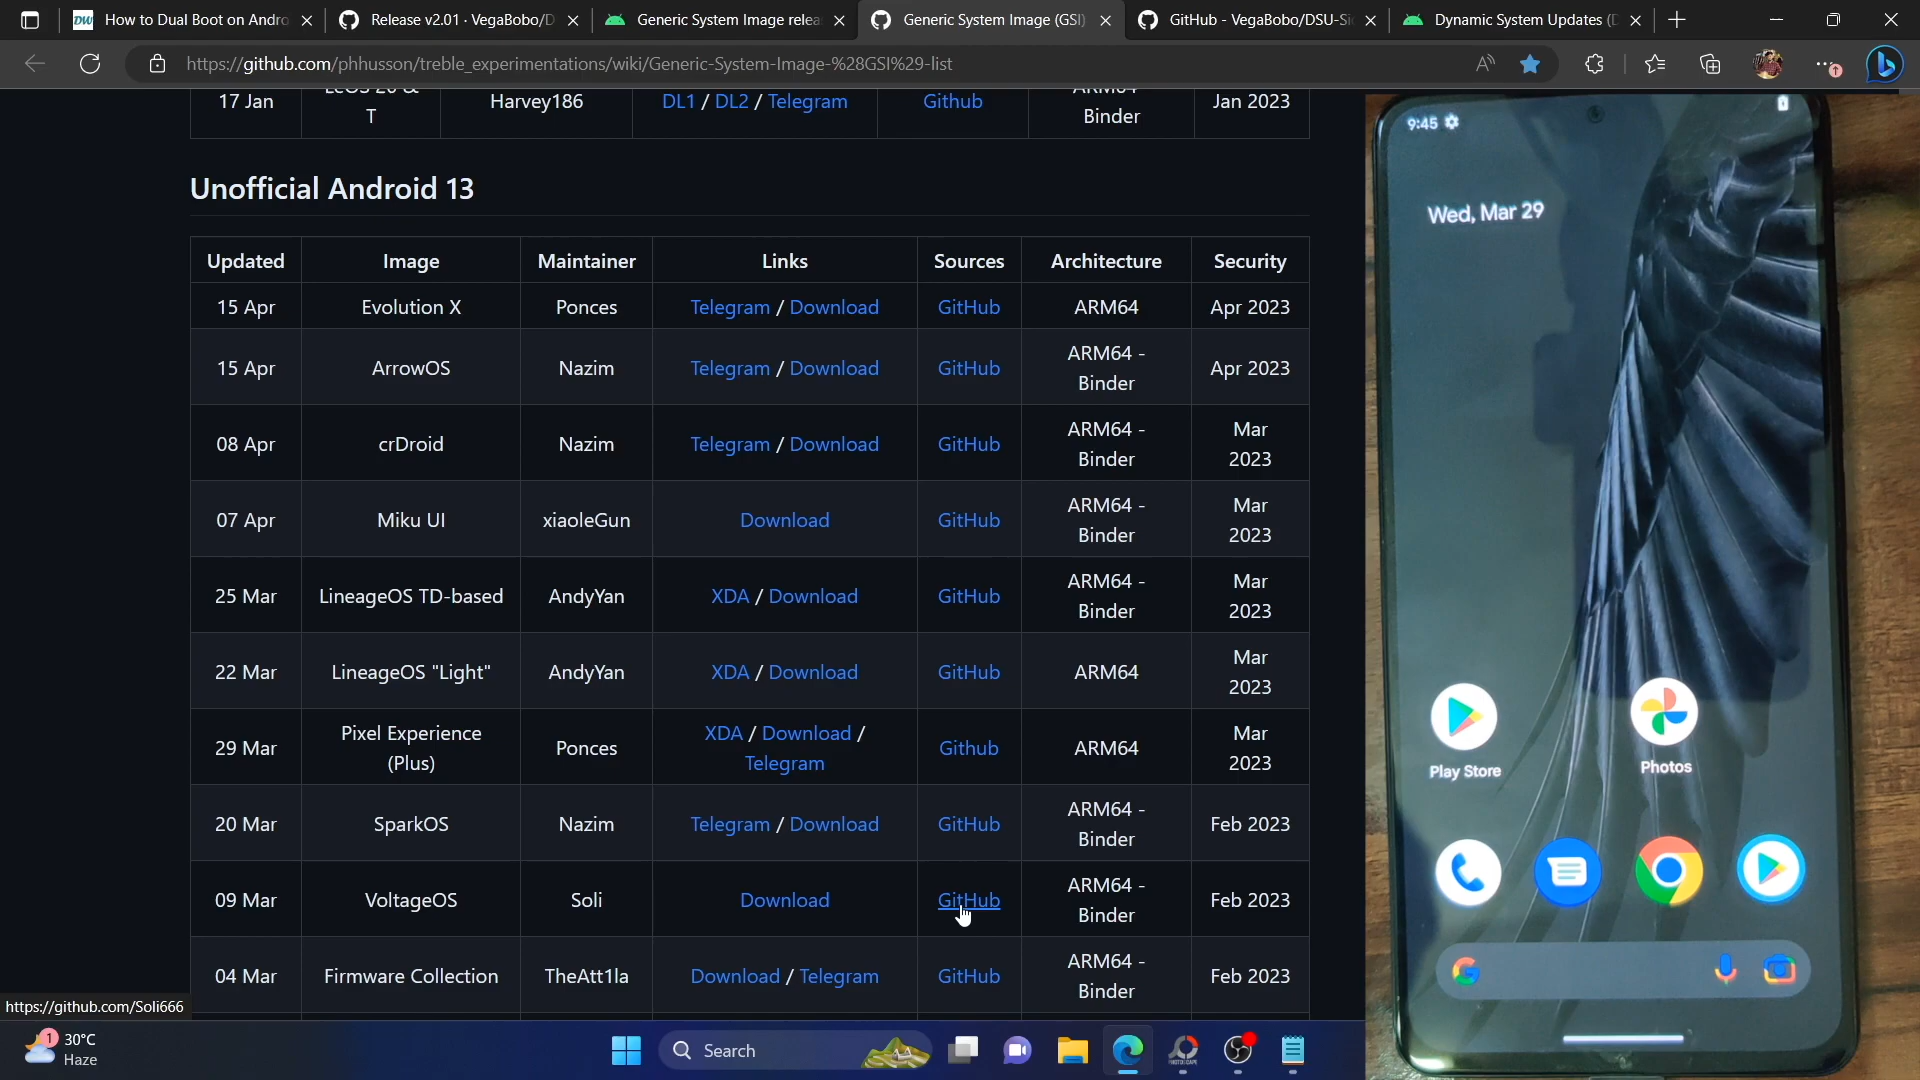 How to Dual Boot on Andro
Release v2.01 · VegaBobo/D
Generic System Image relea
Generic System Image (GSI)
GitHub - VegaBobo/DSU-Si
Dynamic System Updates (D
https://github.com/phhusson/treble_experimentations/wiki/Generic-System-Image-%28GSI%29-list
17 Jan
T
Harvey186
DL1 / DL2 / Telegram
Github
Binder
Jan 2023
Unofficial Android 13
Updated Image Maintainer Links Sources Architecture Security
15 Apr Evolution X Ponces Telegram / Download GitHub ARM64 Apr 2023
15 Apr ArrowOS Nazim Telegram / Download GitHub ARM64 - Binder Apr 2023
08 Apr crDroid Nazim Telegram / Download GitHub ARM64 - Binder Mar 2023
07 Apr Miku UI xiaoleGun Download GitHub ARM64 - Binder Mar 2023
25 Mar LineageOS TD-based AndyYan XDA / Download GitHub ARM64 - Binder Mar 2023
22 Mar LineageOS "Light" AndyYan XDA / Download GitHub ARM64 Mar 2023
29 Mar Pixel Experience (Plus) Ponces XDA / Download / Telegram Github ARM64 Mar 2023
20 Mar SparkOS Nazim Telegram / Download GitHub ARM64 - Binder Feb 2023
09 Mar VoltageOS Soli Download GitHub ARM64 - Binder Feb 2023
04 Mar Firmware Collection TheAtt1la Download / Telegram GitHub ARM64 - Binder Feb 2023
https://github.com/Soli666
1
30°C
Haze
Search
9:45
Wed, Mar 29
Play Store
Photos